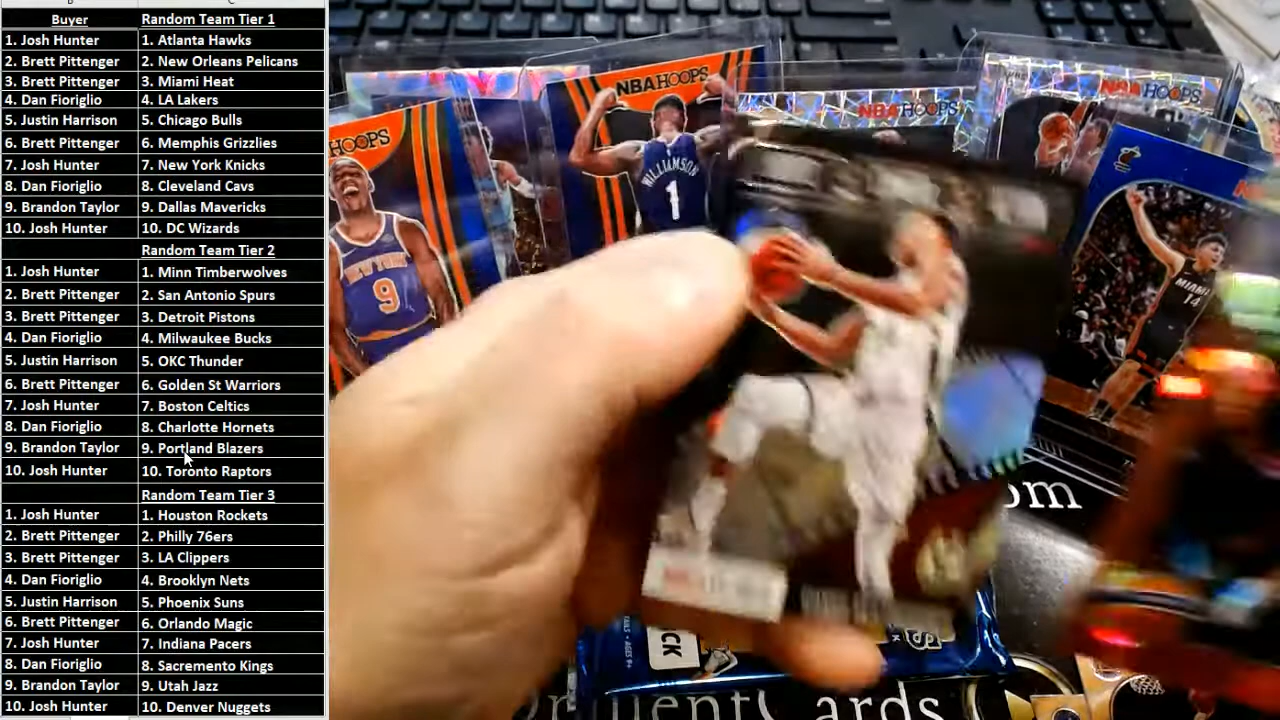 Buyer Random Team Tier 1
1. Josh Hunter 1. Atlanta Hawks
2. Brett Pittenger 2. New Orleans Pelicans
3. Brett Pittenger 3. Miami Heat
4. Dan Fioriglio 4. LA Lakers
5. Justin Harrison 5. Chicago Bulls
6. Brett Pittenger 6. Memphis Grizzlies
7. Josh Hunter 7. New York Knicks
8. Dan Fioriglio 8. Cleveland Cavs
9. Brandon Taylor 9. Dallas Mavericks
10. Josh Hunter 10. DC Wizards
Random Team Tier 2
1. Josh Hunter 1. Minn Timberwolves
2. Brett Pittenger 2. San Antonio Spurs
3. Brett Pittenger 3. Detroit Pistons
4. Dan Fioriglio 4. Milwaukee Bucks
5. Justin Harrison 5. OKC Thunder
6. Brett Pittenger 6. Golden St Warriors
7. Josh Hunter 7. Boston Celtics
8. Dan Fioriglio 8. Charlotte Hornets
9. Brandon Taylor 9. Portland Blazers
10. Josh Hunter 10. Toronto Raptors
Random Team Tier 3
1. Josh Hunter 1. Houston Rockets
2. Brett Pittenger 2. Philly 76ers
3. Brett Pittenger 3. LA Clippers
4. Dan Fioriglio 4. Brooklyn Nets
5. Justin Harrison 5. Phoenix Suns
6. Brett Pittenger 6. Orlando Magic
7. Josh Hunter 7. Indiana Pacers
8. Dan Fioriglio 8. Sacremento Kings
9. Brandon Taylor 9. Utah Jazz
10. Josh Hunter 10. Denver Nuggets
HOOPS
NEW YORK
9
NBA HOOPS
WILLIAMSON
1
NBA HOOPS
NBA HOOPS
MIAMI
14
om
Cards